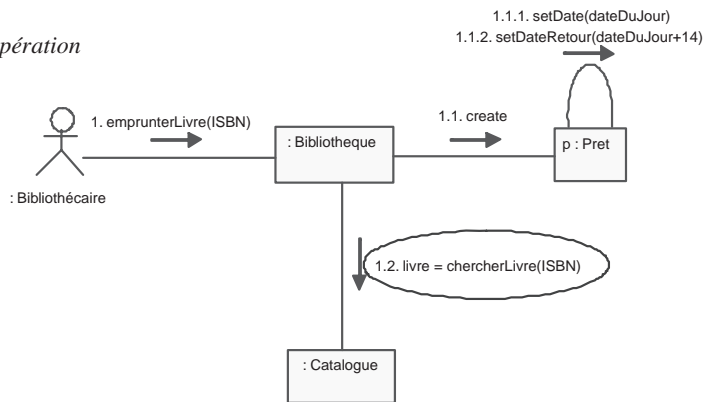 1.1.1. setDate(dateDuJour)
1.1.2. setDateRetour(dateDuJour+14)
pération
1. emprunterLivre(ISBN)
1.1. create
: Bibliotheque
p : Pret
: Bibliothécaire
1.2. livre = chercherLivre(ISBN)
: Catalogue